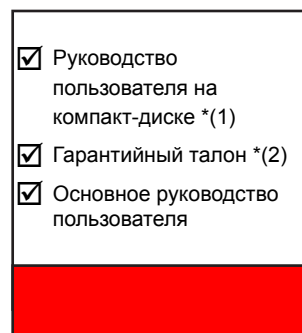 Руководство
пользователя на
компакт-диске *(1)
Гарантийный талон *(2)
Основное руководство
пользователя